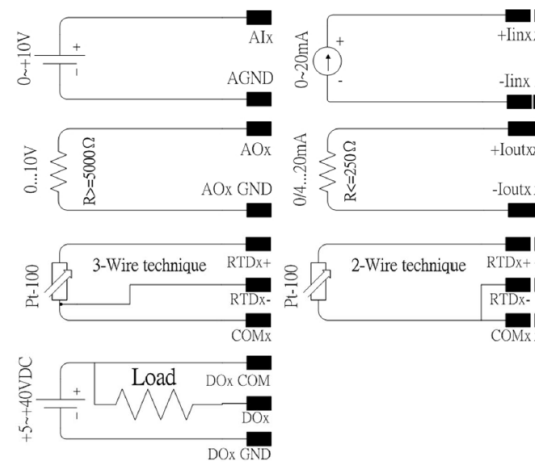 0~+10V
+
−
AIx
AGND
0~20mA
+
-
+Iinx
-Iinx
0...10V
R>=5000Ω
AOx
AOx GND
0/4...20mA
R<=250Ω
+Ioutx
-Ioutx
Pt-100
3-Wire technique
RTDx+
RTDx-
COMx
Pt-100
2-Wire technique
RTDx+
RTDx-
COMx
+5~+40VDC
+
−
Load
DOx COM
DOx
DOx GND